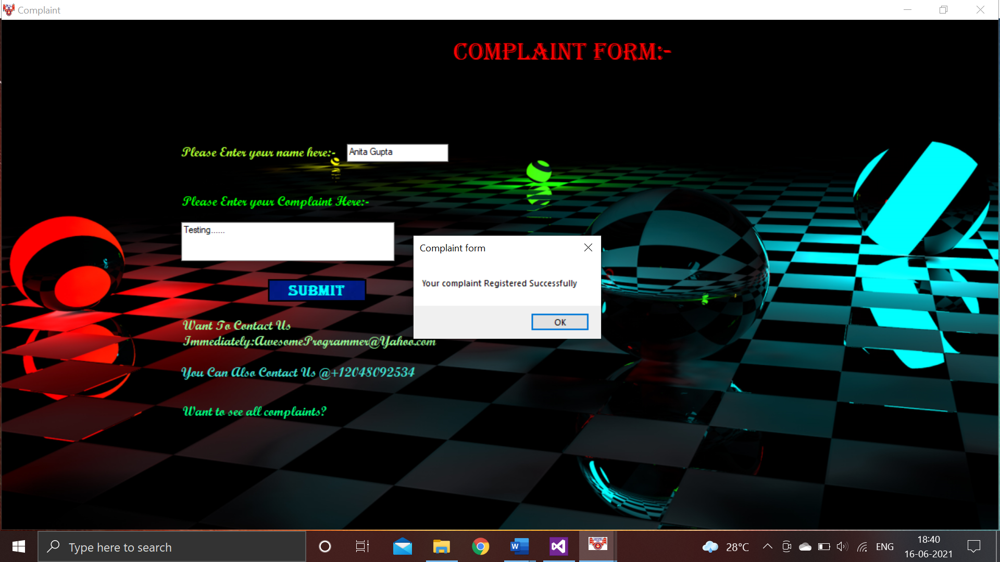 Complaint
COMPLAINT FORM:-
Please Enter your name here:-
Anita Gupta
Please Enter your Complaint Here:-
Testing......
SUBMIT
Complaint form
Your complaint Registered Successfully
OK
Want To Contact Us
Immediately:AwesomeProgrammer@Yahoo.com
You Can Also Contact Us @+12048092534
Want to see all complaints?
Type here to search
28°C
ENG
18:40
16-06-2021